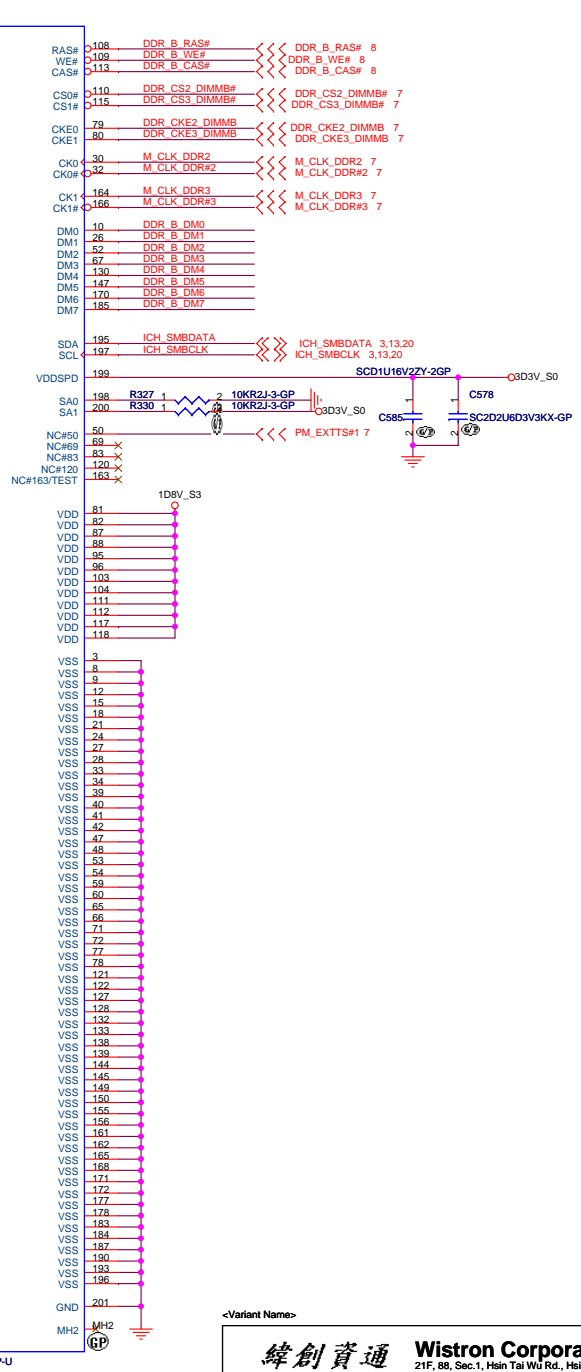 RAS# 108 DDR_B_RAS# DDR_B_RAS# 8
WE# 109 DDR_B_WE# DDR_B_WE# 8
CAS# 113 DDR_B_CAS# DDR_B_CAS# 8
CS0# 110 DDR_CS2_DIMMB# DDR_CS2_DIMMB# 7
CS1# 115 DDR_CS3_DIMMB# DDR_CS3_DIMMB# 7
CKE0 79 DDR_CKE2_DIMMB DDR_CKE2_DIMMB 7
CKE1 80 DDR_CKE3_DIMMB DDR_CKE3_DIMMB 7
CK0 30 M_CLK_DDR2 M_CLK_DDR2 7
CK0# 32 M_CLK_DDR#2 M_CLK_DDR#2 7
CK1 164 M_CLK_DDR3 M_CLK_DDR3 7
CK1# 166 M_CLK_DDR#3 M_CLK_DDR#3 7
DM0 10 DDR_B_DM0
DM1 26 DDR_B_DM1
DM2 52 DDR_B_DM2
DM3 67 DDR_B_DM3
DM4 130 DDR_B_DM4
DM5 147 DDR_B_DM5
DM6 170 DDR_B_DM6
DM7 185 DDR_B_DM7
SDA 195 ICH_SMBDATA ICH_SMBDATA 3,13,20
SCL 197 ICH_SMBCLK ICH_SMBCLK 3,13,20
VDDSPD 199 SCD1U16V2ZY-2GP 3D3V_S0
SA0 198 R327 1 2 10KR2J-3-GP
SA1 200 R330 1 10KR2J-3-GP 3D3V_S0
C585 1 2
C578 1 2 SC2D2U6D3V3KX-GP
NC#50 50 PM_EXTTS#1 7
NC#69 69
NC#83 83
NC#120 120
NC#163/TEST 163
1D8V_S3
VDD 81
VDD 82
VDD 87
VDD 88
VDD 95
VDD 96
VDD 103
VDD 104
VDD 111
VDD 112
VDD 117
VDD 118
VSS 3
VSS 8
VSS 9
VSS 12
VSS 15
VSS 18
VSS 21
VSS 24
VSS 27
VSS 28
VSS 33
VSS 34
VSS 39
VSS 40
VSS 41
VSS 42
VSS 47
VSS 48
VSS 53
VSS 54
VSS 59
VSS 60
VSS 65
VSS 66
VSS 71
VSS 72
VSS 77
VSS 78
VSS 121
VSS 122
VSS 127
VSS 128
VSS 132
VSS 133
VSS 138
VSS 139
VSS 144
VSS 145
VSS 149
VSS 150
VSS 155
VSS 156
VSS 161
VSS 162
VSS 165
VSS 168
VSS 171
VSS 172
VSS 177
VSS 178
VSS 183
VSS 184
VSS 187
VSS 190
VSS 193
VSS 196
GND 201
MH2 MH2
GP
-U
<Variant Name>
緯創資通 Wistron Corpora
21F, 88, Sec.1, Hsin Tai Wu Rd., Hsi